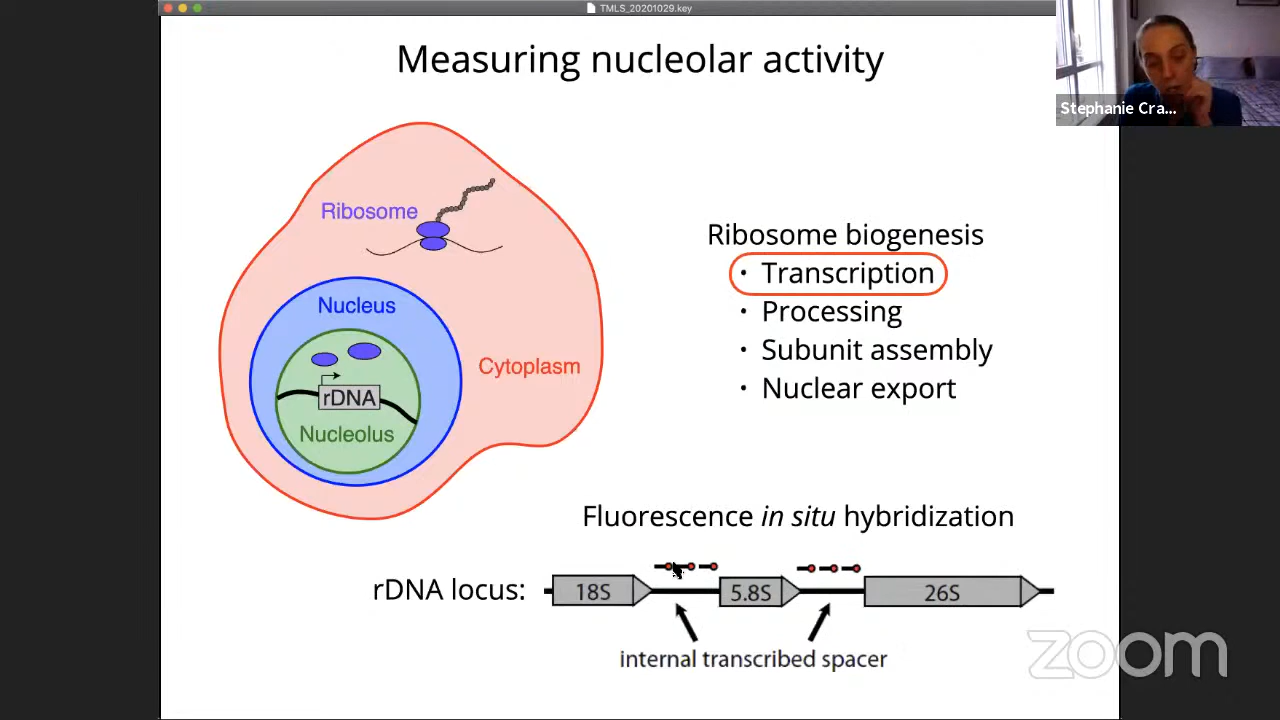 TMLS_20201029.key
Measuring nucleolar activity
Stephanie Cra...
Ribosome
Nucleus
rDNA
Nucleolus
Cytoplasm
Ribosome biogenesis
• Transcription
• Processing
• Subunit assembly
• Nuclear export
Fluorescence in situ hybridization
rDNA locus:
18S
5.8S
26S
internal transcribed spacer
zoom